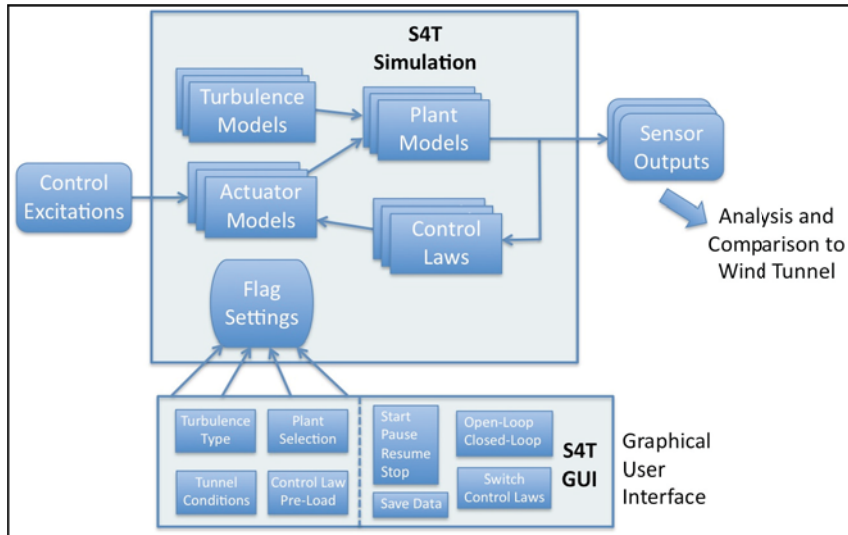 S4T
Simulation
Turbulence
Models
Plant
Models
Sensor
Outputs
Control
Excitations
Actuator
Models
Control
Laws
Analysis and
Comparison to
Wind Tunnel
Flag
Settings
Turbulence
Type
Plant
Selection
Tunnel
Conditions
Control Law
Pre-Load
Start
Pause
Resume
Stop
Save Data
Open-Loop
Closed-Loop
Switch
Control Laws
S4T
GUI
Graphical
User
Interface